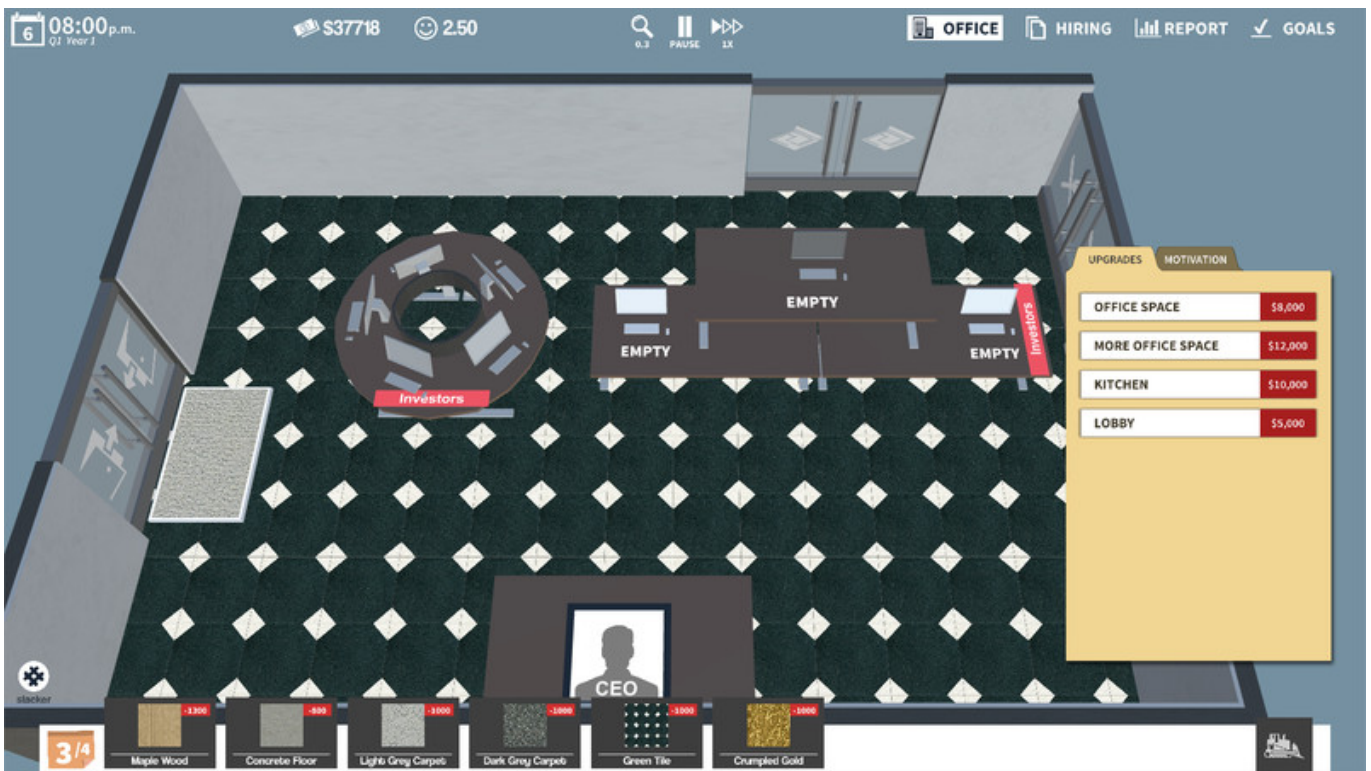 6
08:00p.m.
Q1 Year 1
$37718
2.50
0.3
PAUSE
1X
OFFICE
HIRING
REPORT
GOALS
UPGRADES
MOTIVATION
OFFICE SPACE $8,000
MORE OFFICE SPACE $12,000
KITCHEN $10,000
LOBBY $5,000
EMPTY
EMPTY
EMPTY
Investors
Investors
CEO
slacker
3/4
-1200
Maple Wood
-800
Concrete Floor
-1000
Light Grey Carpet
-1000
Dark Grey Carpet
-1000
Green Tile
-1000
Crumpled Gold